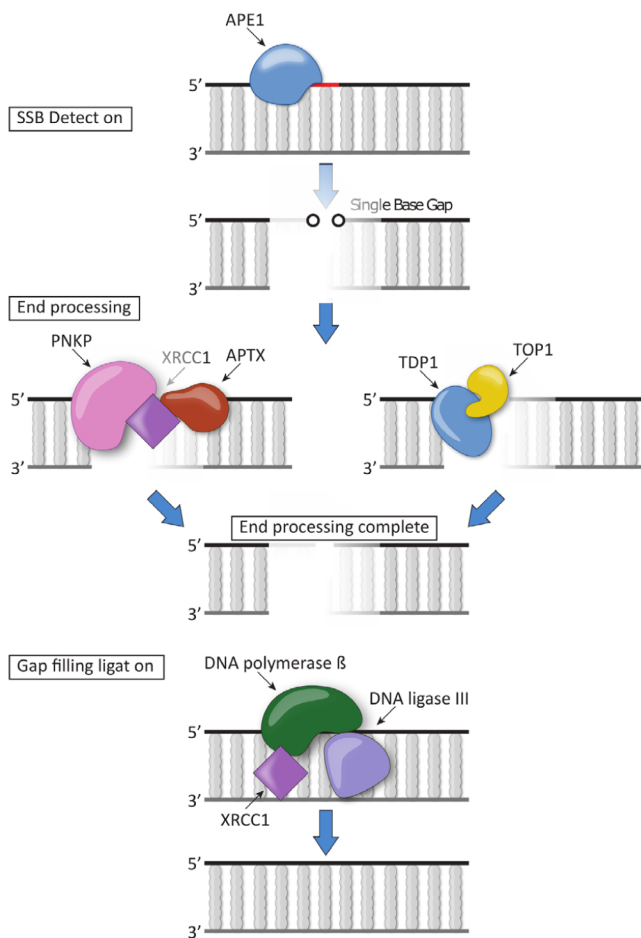 APE1
5′
SSB Detect on
3′
Single Base Gap
5′
3′
End processing
PNKP
XRCC1
APTX
TDP1
TOP1
5′
5′
3′
3′
End processing complete
5′
3′
Gap filling ligat on
DNA polymerase ß
DNA ligase III
5′
3′
XRCC1
5′
3′